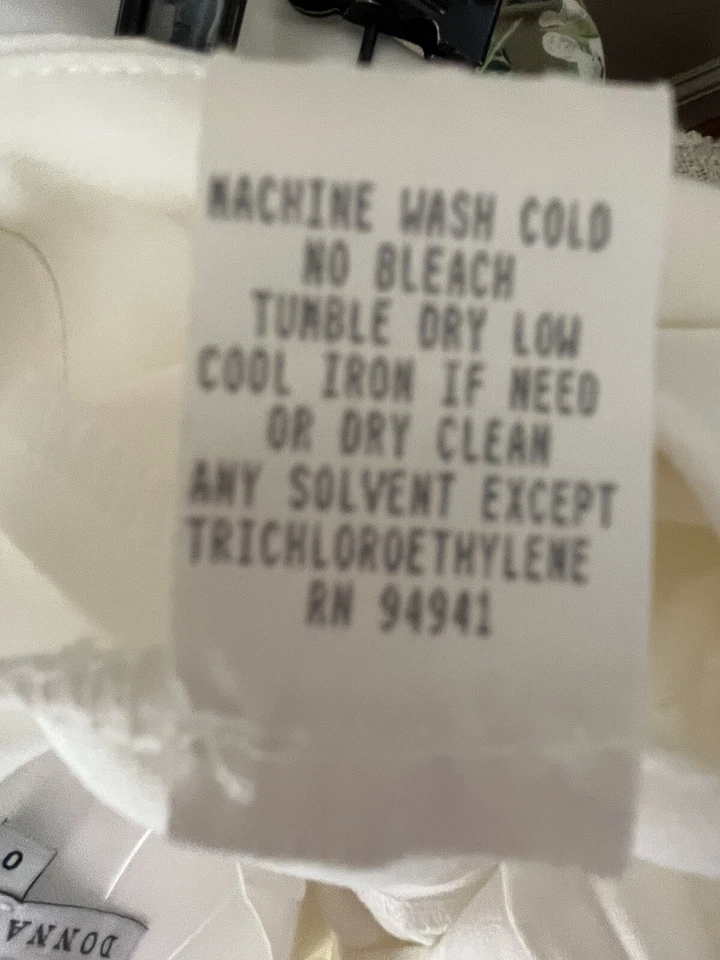 MACHINE WASH COLD
NO BLEACH
TUMBLE DRY LOW
COOL IRON IF NEED
OR DRY CLEAN
ANY SOLVENT EXCEPT
TRICHLOROETHYLENE
RN 94941
0
DONNA